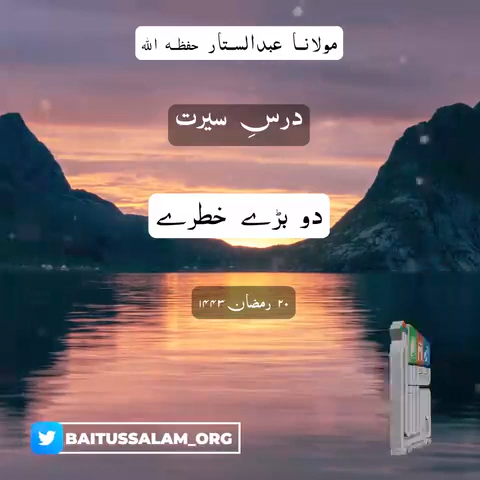 مولانا عبدالستار حفظہ اللہ
درسِ سیرت
دو بڑے خطرے
۲۰ رمضان ۱۴۴۳
BAITUSSALAM_ORG